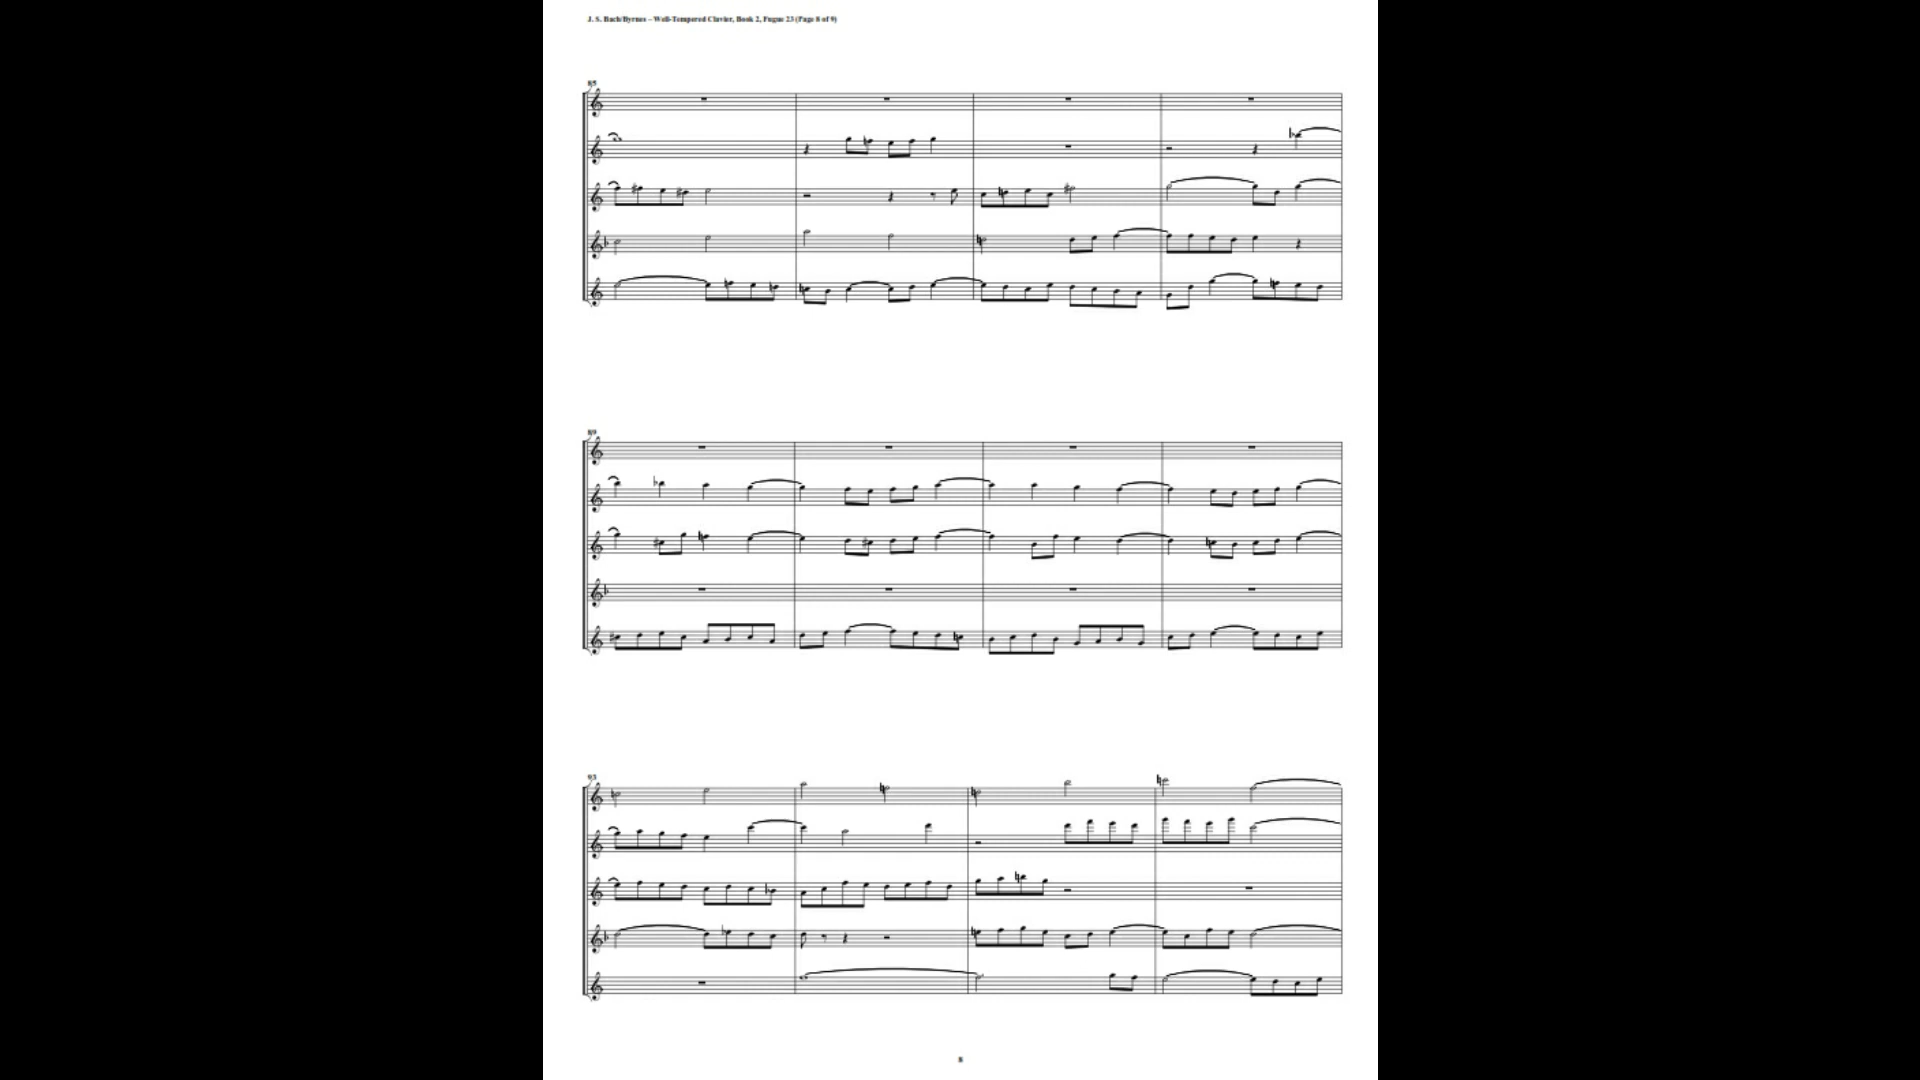 J. S. Bach/Byrnes – Well-Tempered Clavier, Book 2, Fugue 23 (Page 8 of 9)
85
89
93
8